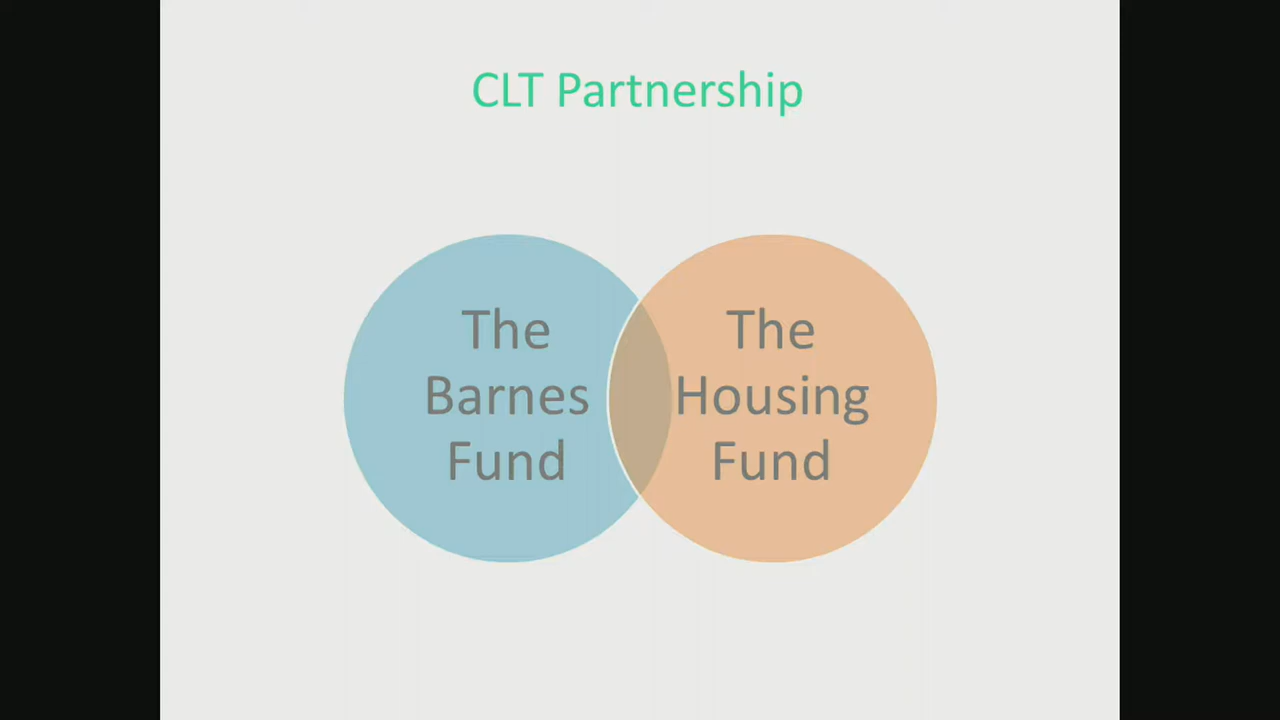 CLT Partnership
The
Barnes
Fund
The
Housing
Fund